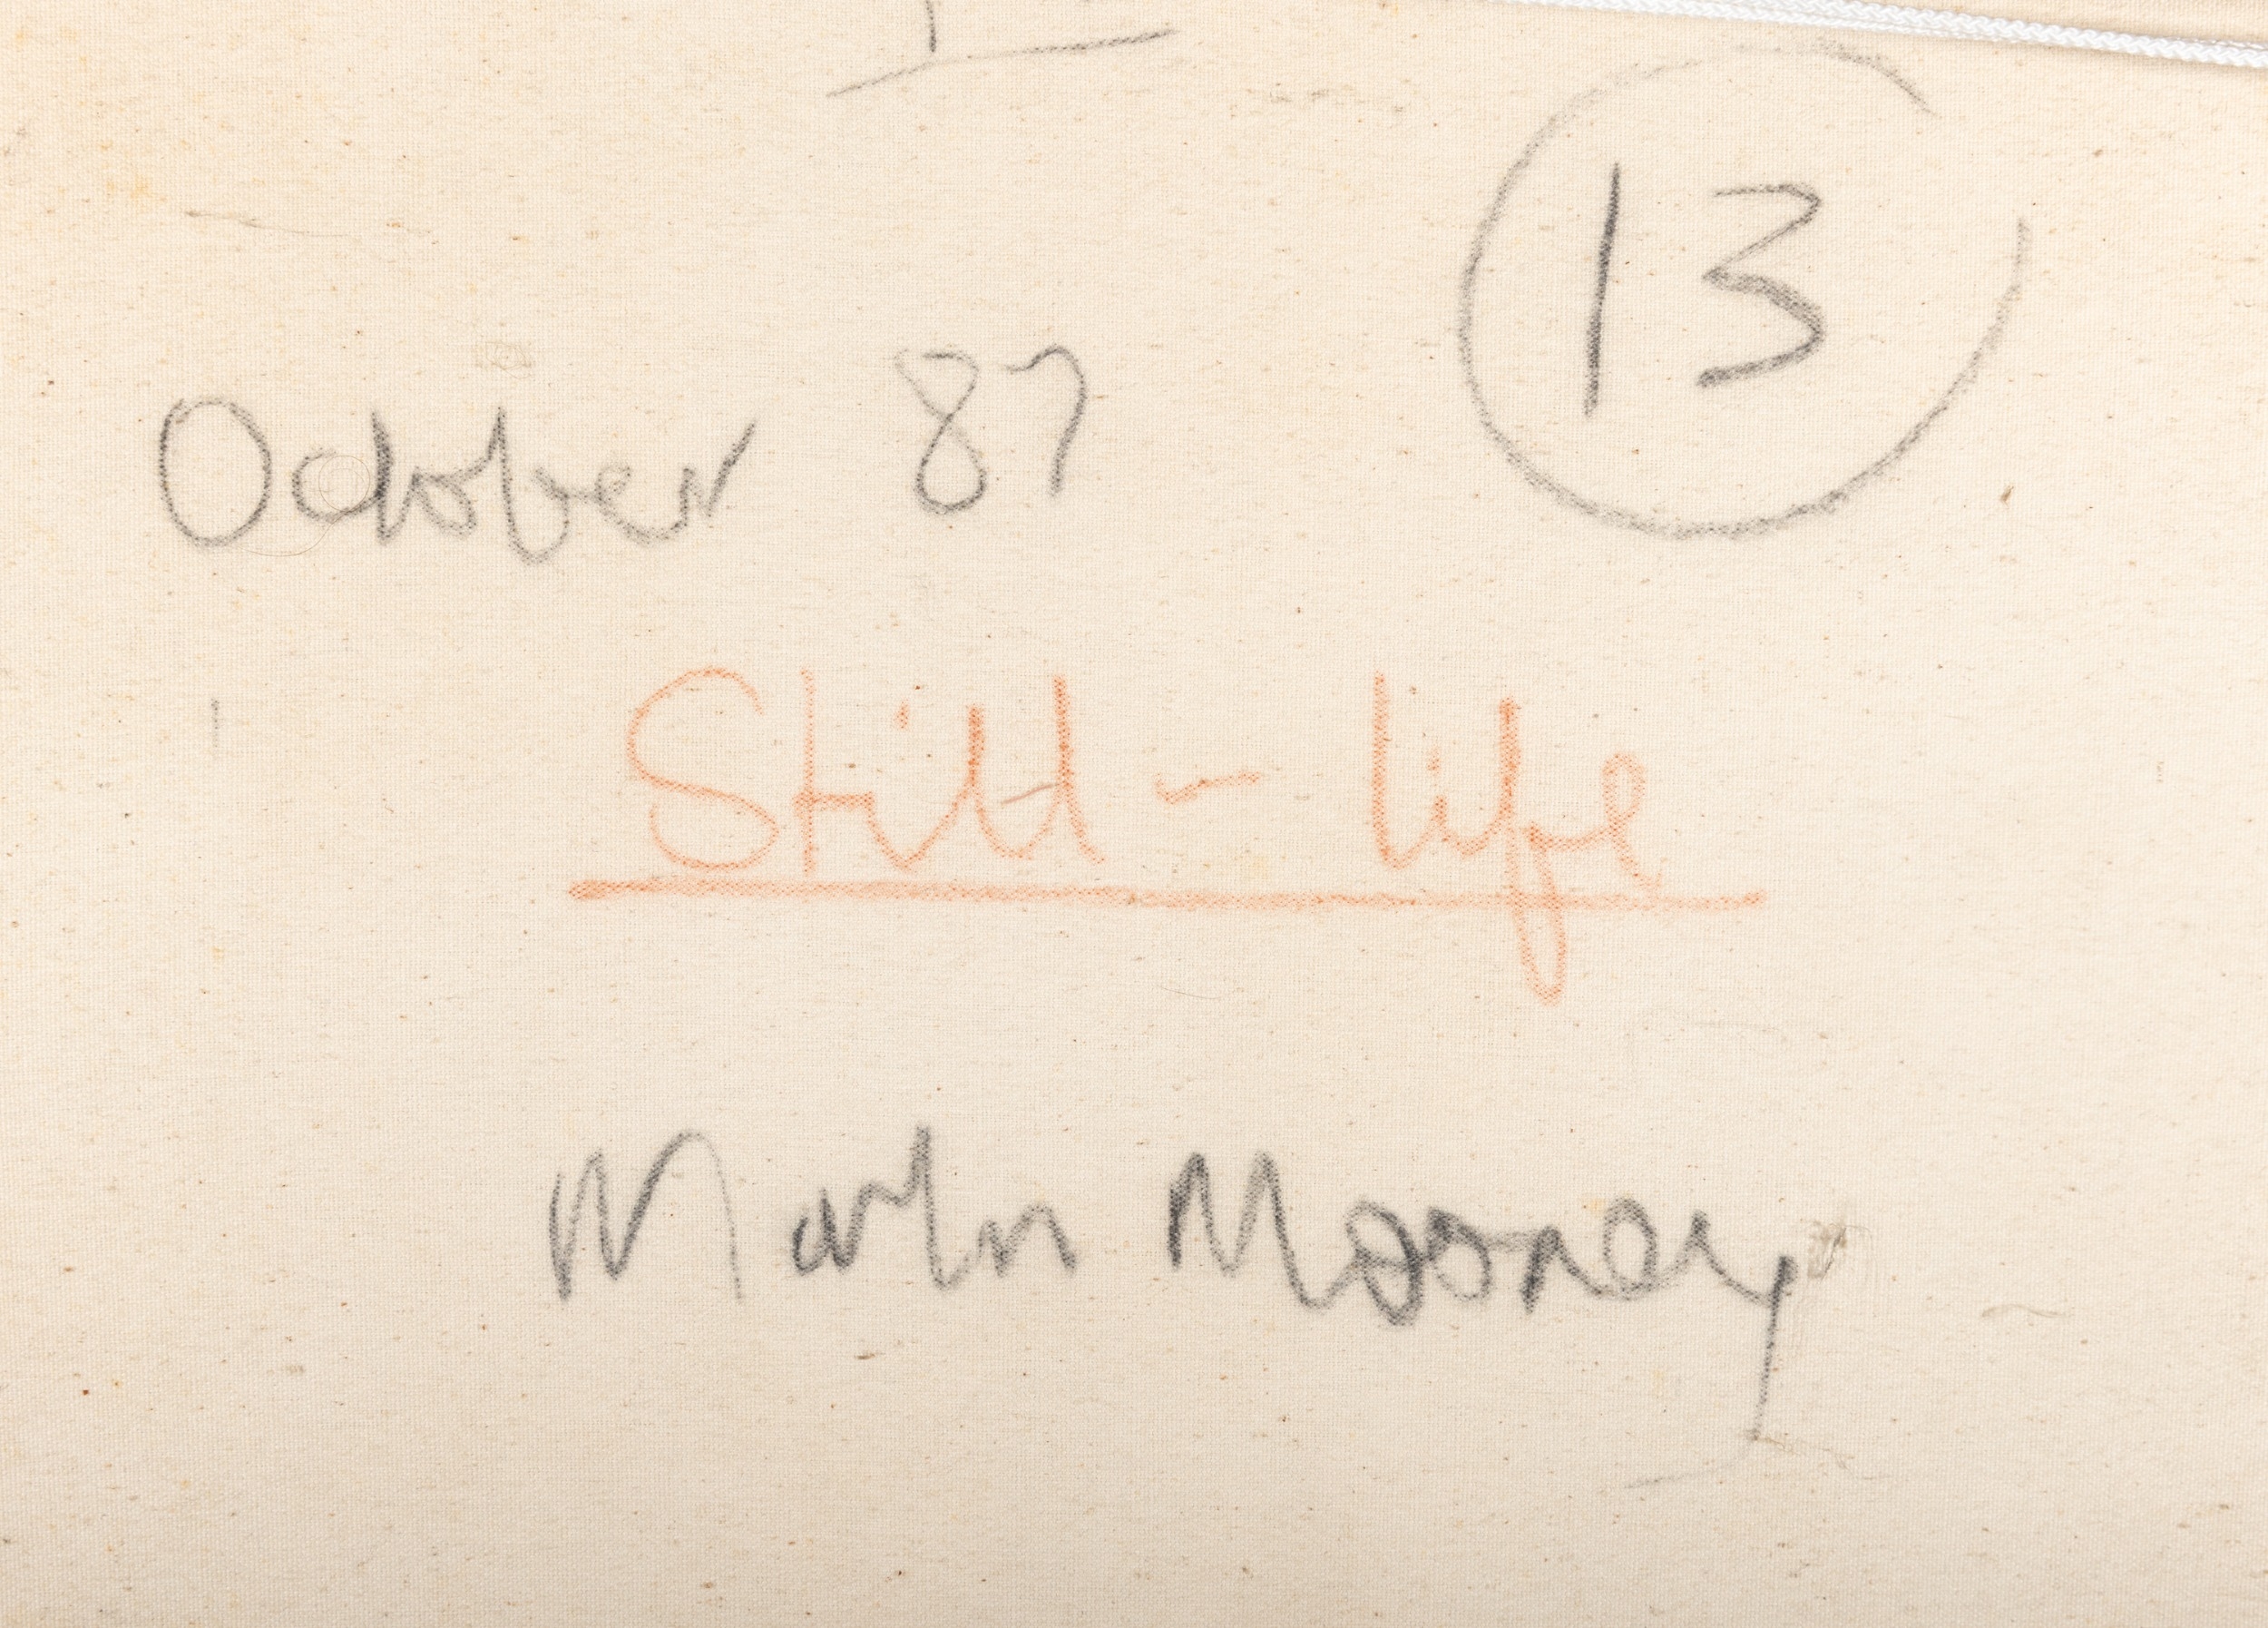 13
October 87
Still - life
Martin Mooney